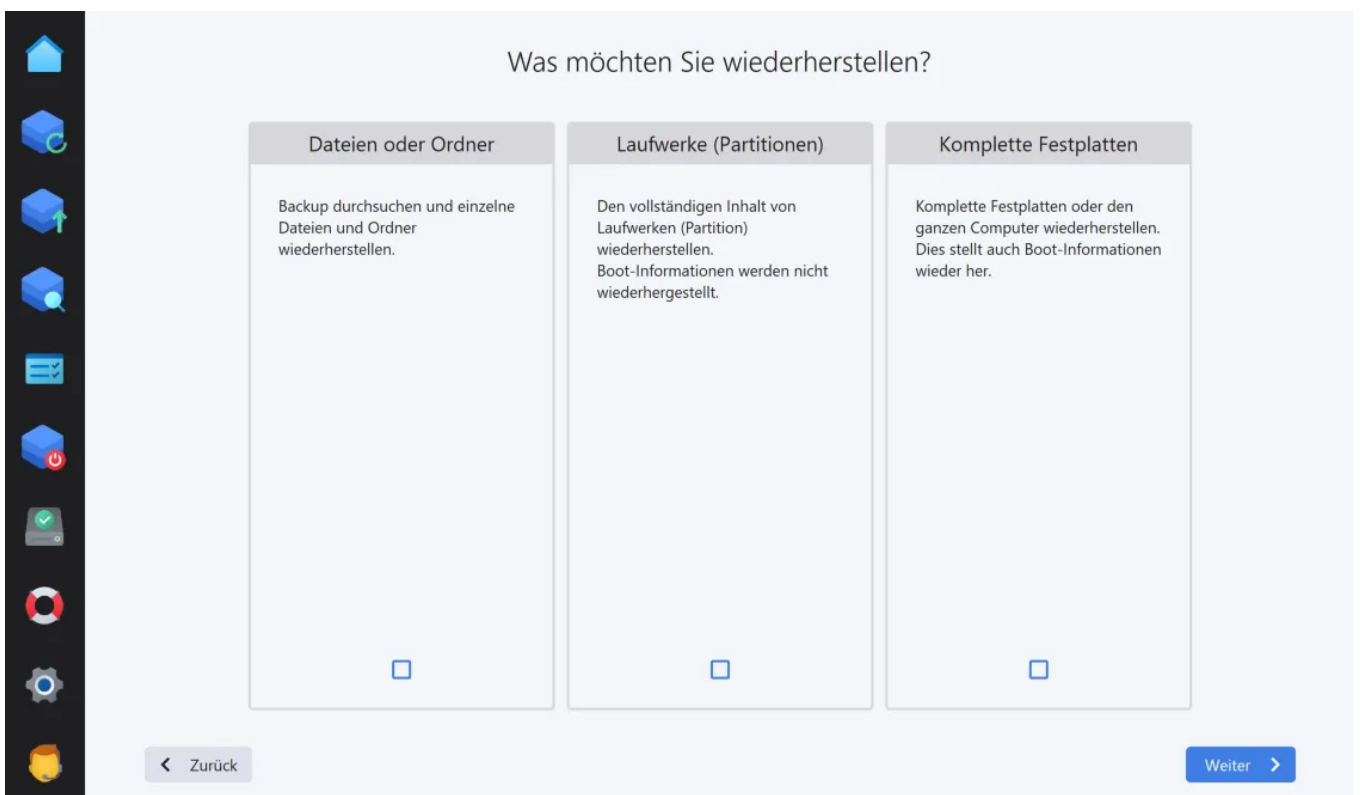 Was möchten Sie wiederherstellen?
Dateien oder Ordner
Backup durchsuchen und einzelne
Dateien und Ordner
wiederherstellen.
Laufwerke (Partitionen)
Den vollständigen Inhalt von
Laufwerken (Partition)
wiederherstellen.
Boot-Informationen werden nicht
wiederhergestellt.
Komplette Festplatten
Komplette Festplatten oder den
ganzen Computer wiederherstellen.
Dies stellt auch Boot-Informationen
wieder her.
Zurück
Weiter